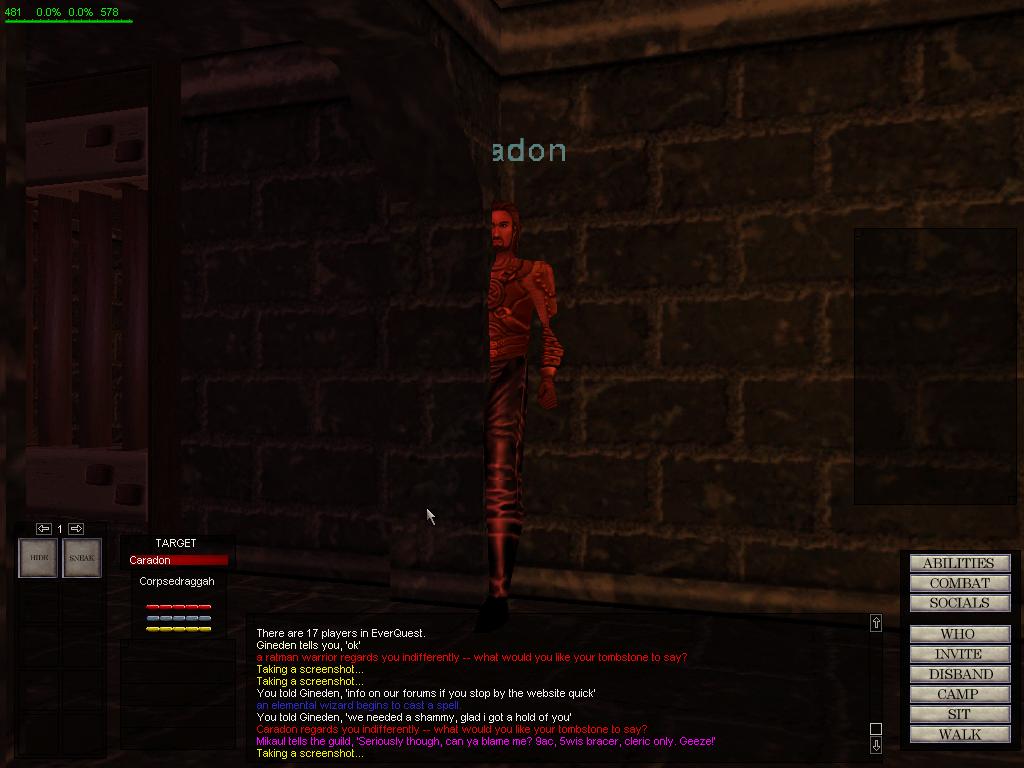 481 0.0% 0.0% 578
adon
1
HIDE SNEAK
TARGET
Caradon
Corpsedraggah
There are 17 players in EverQuest.
Gineden tells you, 'ok'
a ratman warrior regards you indifferently -- what would you like your tombstone to say?
Taking a screenshot...
Taking a screenshot...
You told Gineden, 'info on our forums if you stop by the website quick'
an elemental wizard begins to cast a spell.
You told Gineden, 'we needed a shammy, glad i got a hold of you'
Caradon regards you indifferently -- what would you like your tombstone to say?
Mikaul tells the guild, 'Seriously though, can ya blame me? 9ac, 5wis bracer, cleric only. Geeze!'
Taking a screenshot...
ABILITIES
COMBAT
SOCIALS
WHO
INVITE
DISBAND
CAMP
SIT
WALK